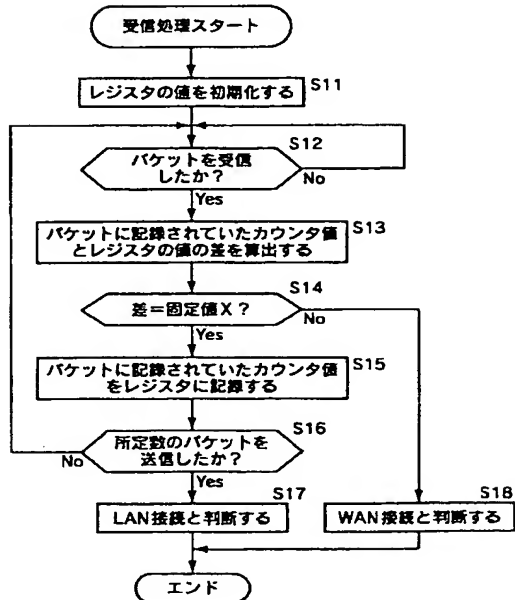 受信処理スタート
レジスタの値を初期化する
S11
S12
パケットを受信
したか？
No
Yes
パケットに記録されていたカウンタ値
とレジスタの値の差を算出する
S13
S14
差＝固定値X？
No
Yes
パケットに記録されていたカウンタ値
をレジスタに記録する
S15
S16
所定数のパケットを
送信したか？
No
Yes
S17
LAN接続と判断する
S18
WAN接続と判断する
エンド